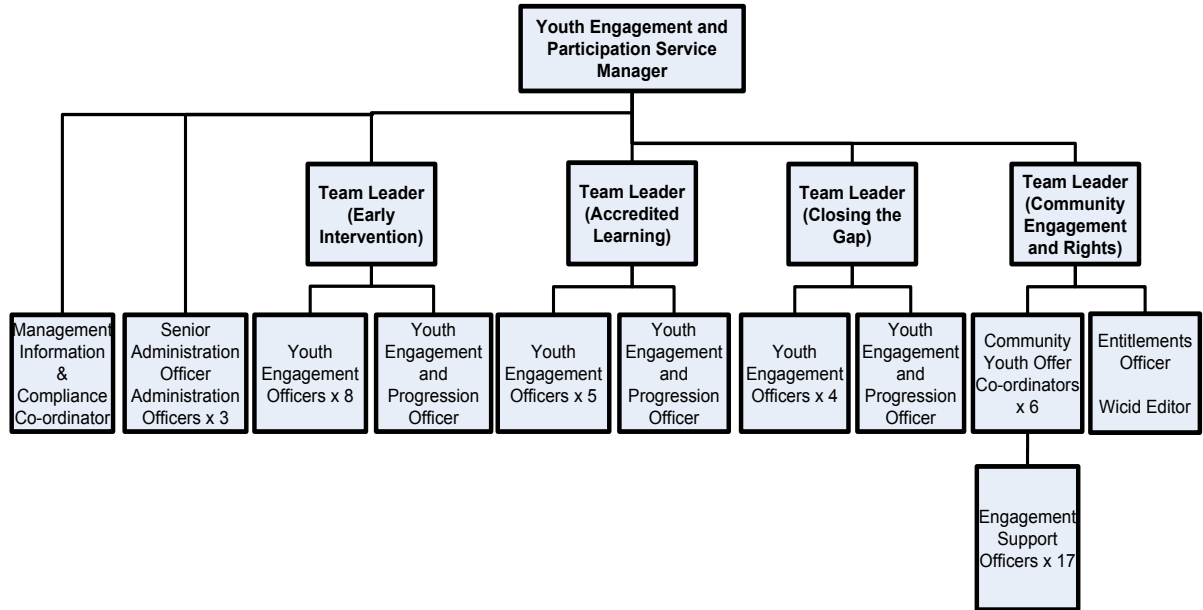 Youth Engagement and
Participation Service
Manager
Team Leader
(Early
Intervention)
Team Leader
(Accredited
Learning)
Team Leader
(Closing the
Gap)
Team Leader
(Community
Engagement
and Rights)
Management
Information
&
Compliance
Co-ordinator
Senior
Administration
Officer
Administration
Officers x 3
Youth
Engagement
Officers x 8
Youth
Engagement
and
Progression
Officer
Youth
Engagement
Officers x 5
Youth
Engagement
and
Progression
Officer
Youth
Engagement
Officers x 4
Youth
Engagement
and
Progression
Officer
Community
Youth Offer
Co-ordinators
x 6
Entitlements
Officer
Wicid Editor
Engagement
Support
Officers x 17